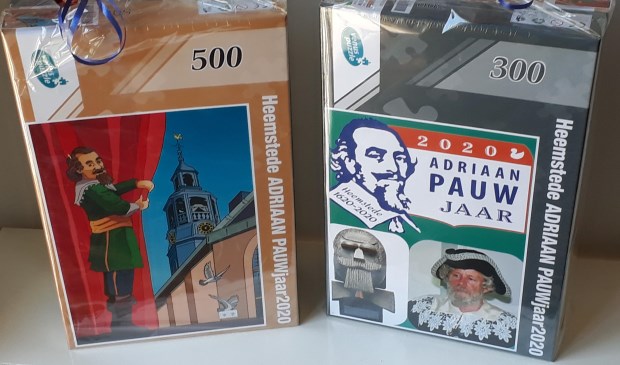 500
Heemstede ADRIAAN PAUWjaar2020
300
Heemstede ADRIAAN PAUWjaar2020
2020
ADRIAAN
PAUW
JAAR
Heemstede
1620-2020